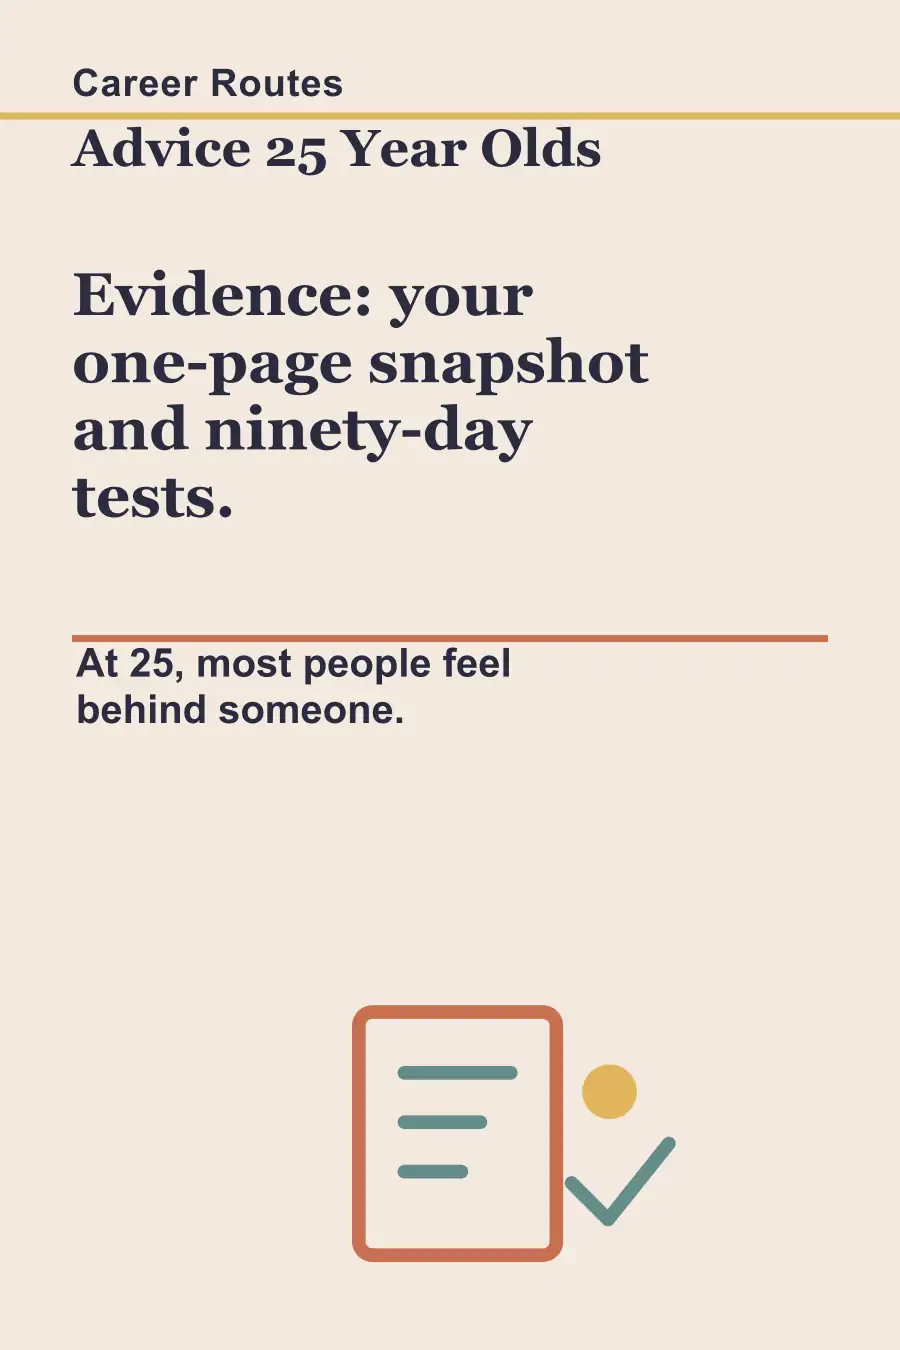 Career Routes
Advice 25 Year Olds
Evidence: your
one-page snapshot
and ninety-day
tests.
At 25, most people feel
behind someone.